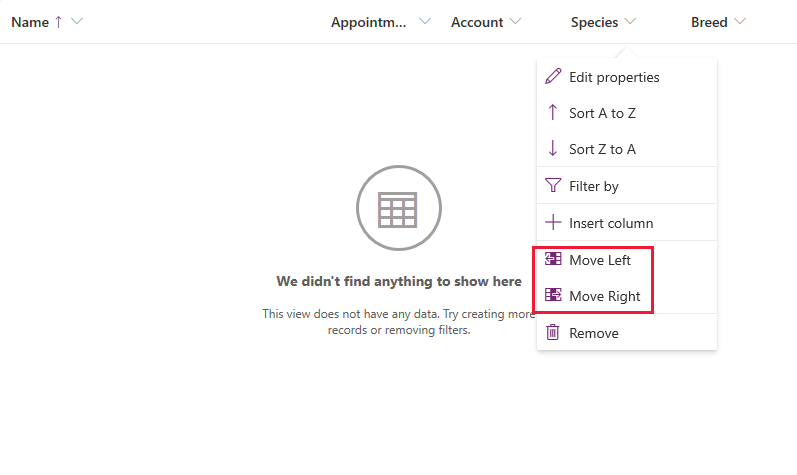 Name ↑
Appointm...
Account
Species
Breed
Edit properties
Sort A to Z
Sort Z to A
Filter by
Insert column
Move Left
Move Right
Remove
We didn't find anything to show here
This view does not have any data. Try creating more
records or removing filters.